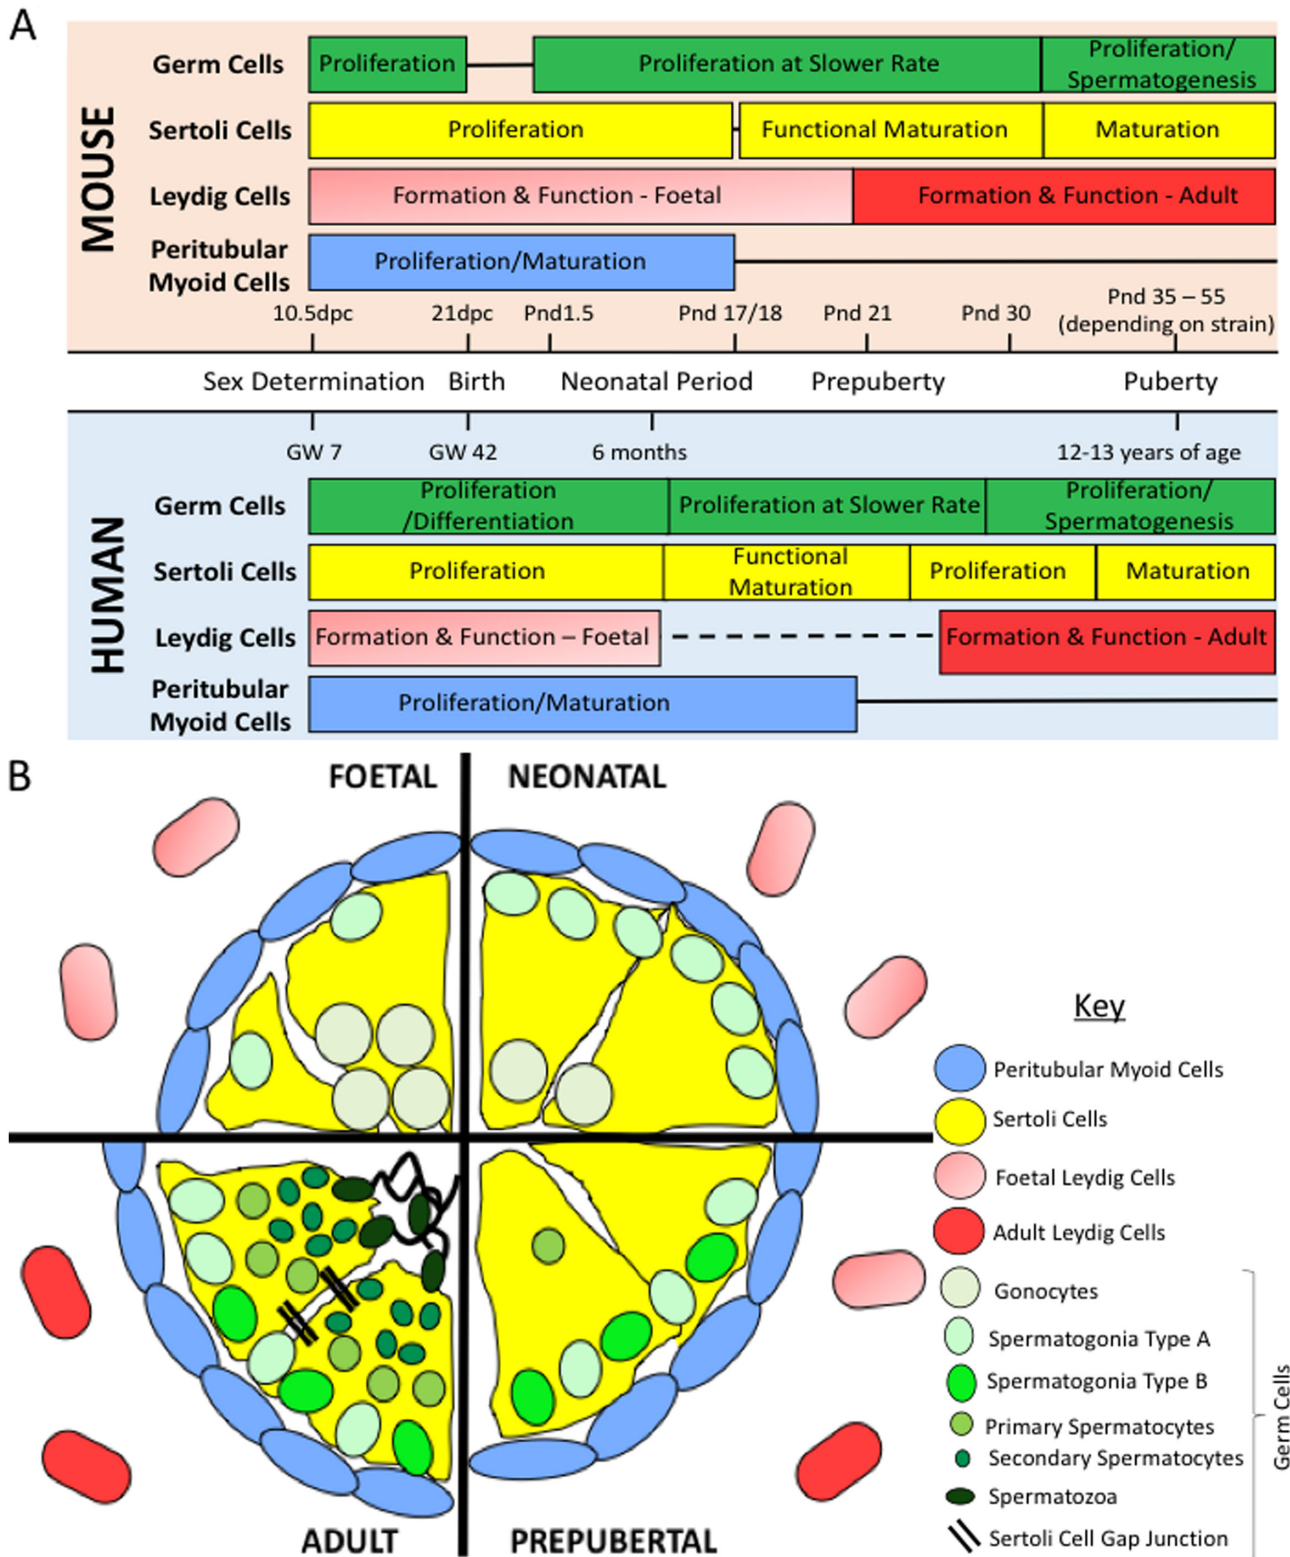 A
MOUSE
Germ Cells
Proliferation
Proliferation at Slower Rate
Proliferation/
Spermatogenesis
Sertoli Cells
Proliferation
Functional Maturation
Maturation
Leydig Cells
Formation & Function - Foetal
Formation & Function - Adult
Peritubular
Myoid Cells
Proliferation/Maturation
10.5dpc
21dpc
Pnd1.5
Pnd 17/18
Pnd 21
Pnd 30
Pnd 35 – 55
(depending on strain)
Sex Determination
Birth
Neonatal Period
Prepuberty
Puberty
GW 7
GW 42
6 months
12-13 years of age
HUMAN
Germ Cells
Proliferation
/Differentiation
Proliferation at Slower Rate
Proliferation/
Spermatogenesis
Sertoli Cells
Proliferation
Functional
Maturation
Proliferation
Maturation
Leydig Cells
Formation & Function – Foetal
Formation & Function - Adult
Peritubular
Myoid Cells
Proliferation/Maturation
B
FOETAL
NEONATAL
ADULT
PREPUBERTAL
Key
Peritubular Myoid Cells
Sertoli Cells
Foetal Leydig Cells
Adult Leydig Cells
Gonocytes
Spermatogonia Type A
Spermatogonia Type B
Primary Spermatocytes
Secondary Spermatocytes
Spermatozoa
Sertoli Cell Gap Junction
Germ Cells